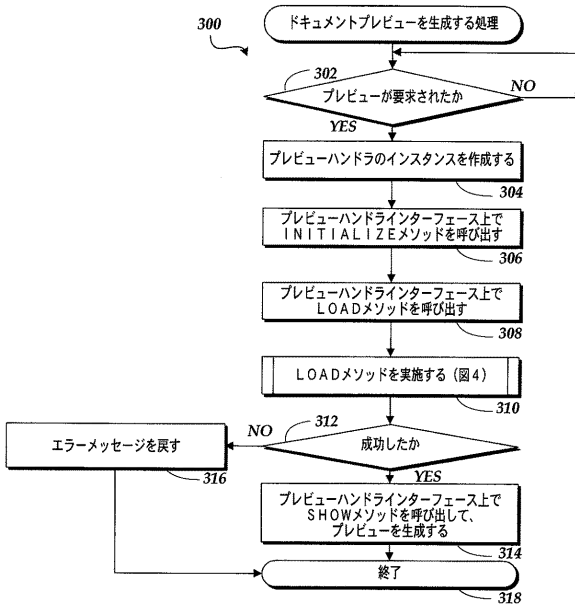 300
ドキュメントプレビューを生成する処理
302
プレビューが要求されたか
NO
YES
プレビューハンドラのインスタンスを作成する
304
プレビューハンドラインターフェース上で
ＩＮＩＴＩＡＬＩＺＥメソッドを呼び出す
306
プレビューハンドラインターフェース上で
ＬＯＡＤメソッドを呼び出す
308
ＬＯＡＤメソッドを実施する（図４）
310
312
成功したか
NO
エラーメッセージを戻す
316
YES
プレビューハンドラインターフェース上で
ＳＨＯＷメソッドを呼び出して、
プレビューを生成する
314
終了
318